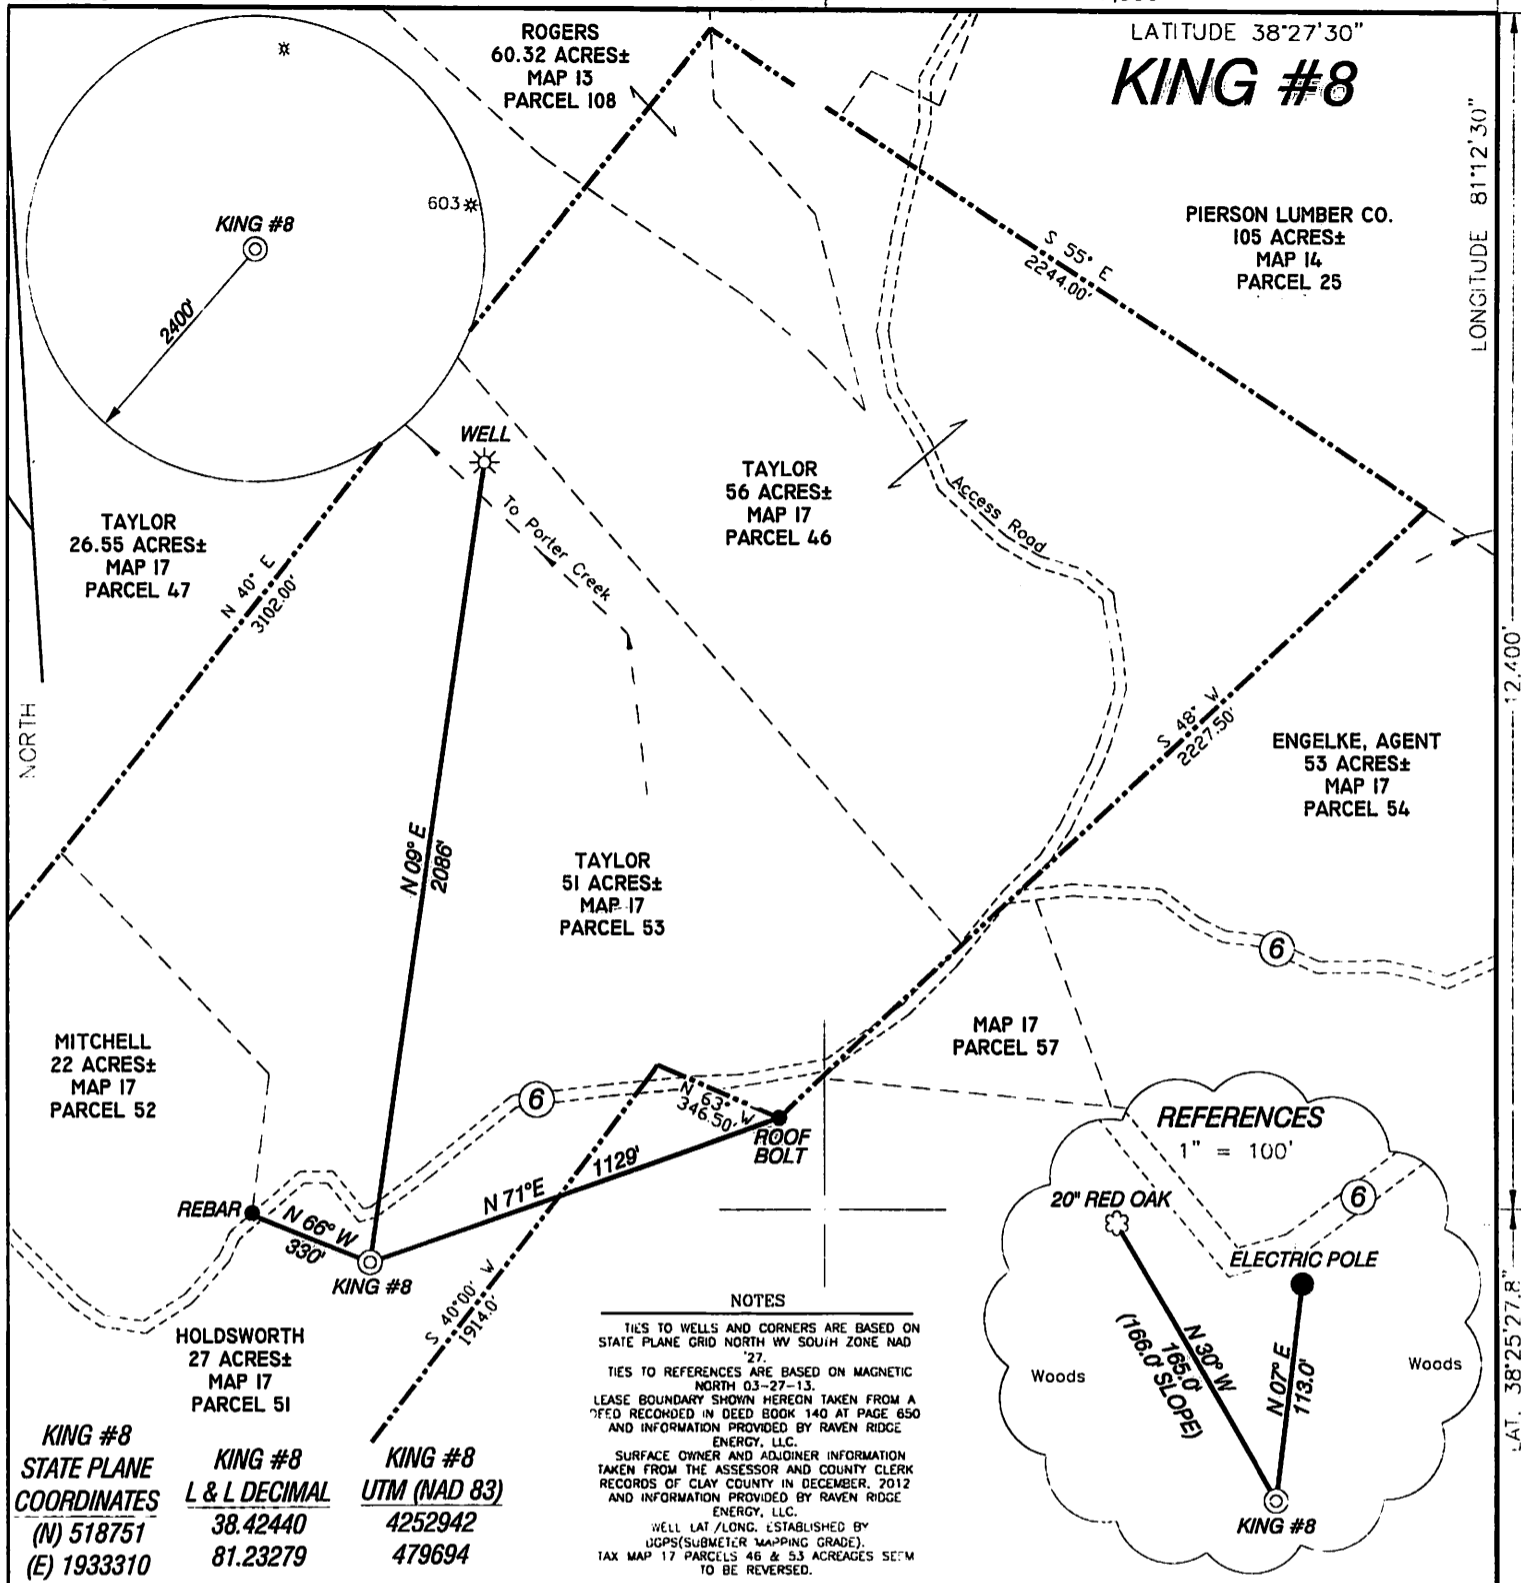 LATITUDE 38°27'30"
KING #8
LONGITUDE 81°12'30"
ROGERS
60.32 ACRES±
MAP 13
PARCEL 108
603
KING #8
2400'
PIERSON LUMBER CO.
105 ACRES±
MAP 14
PARCEL 25
S 55° E
2244.00'
WELL
TAYLOR
56 ACRES±
MAP 17
PARCEL 46
Access Road
To Porter Creek
TAYLOR
26.55 ACRES±
MAP 17
PARCEL 47
N 40° E
3102.00'
NORTH
12,400'
S 48° W
2227.50'
ENGELKE, AGENT
53 ACRES±
MAP 17
PARCEL 54
N 09° E
2086'
TAYLOR
51 ACRES±
MAP 17
PARCEL 53
6
MITCHELL
22 ACRES±
MAP 17
PARCEL 52
MAP 17
PARCEL 57
6
N 63° W
346.50'
ROOF
BOLT
N 71°E
1129'
REBAR
N 66° W
330'
KING #8
S 40°00' W
1914.0'
HOLDSWORTH
27 ACRES±
MAP 17
PARCEL 51
REFERENCES
1" = 100'
20" RED OAK
6
ELECTRIC POLE
N 30° W
165.0'
(166.0' SLOPE)
N 07° E
113.0'
Woods
Woods
KING #8
LAT. 38°25'27.8"
NOTES
TIES TO WELLS AND CORNERS ARE BASED ON
STATE PLANE GRID NORTH WV SOUTH ZONE NAD
'27.
TIES TO REFERENCES ARE BASED ON MAGNETIC
NORTH 03-27-13.
LEASE BOUNDARY SHOWN HEREON TAKEN FROM A
DEED RECORDED IN DEED BOOK 140 AT PAGE 650
AND INFORMATION PROVIDED BY RAVEN RIDGE
ENERGY, LLC.
SURFACE OWNER AND ADJOINER INFORMATION
TAKEN FROM THE ASSESSOR AND COUNTY CLERK
RECORDS OF CLAY COUNTY IN DECEMBER, 2012
AND INFORMATION PROVIDED BY RAVEN RIDGE
ENERGY, LLC.
WELL LAT./LONG. ESTABLISHED BY
DGPS(SUBMETER MAPPING GRADE).
TAX MAP 17 PARCELS 46 & 53 ACREAGES SEEM
TO BE REVERSED.
KING #8
STATE PLANE
COORDINATES
(N) 518751
(E) 1933310
KING #8
L & L DECIMAL
38.42440
81.23279
KING #8
UTM (NAD 83)
4252942
479694